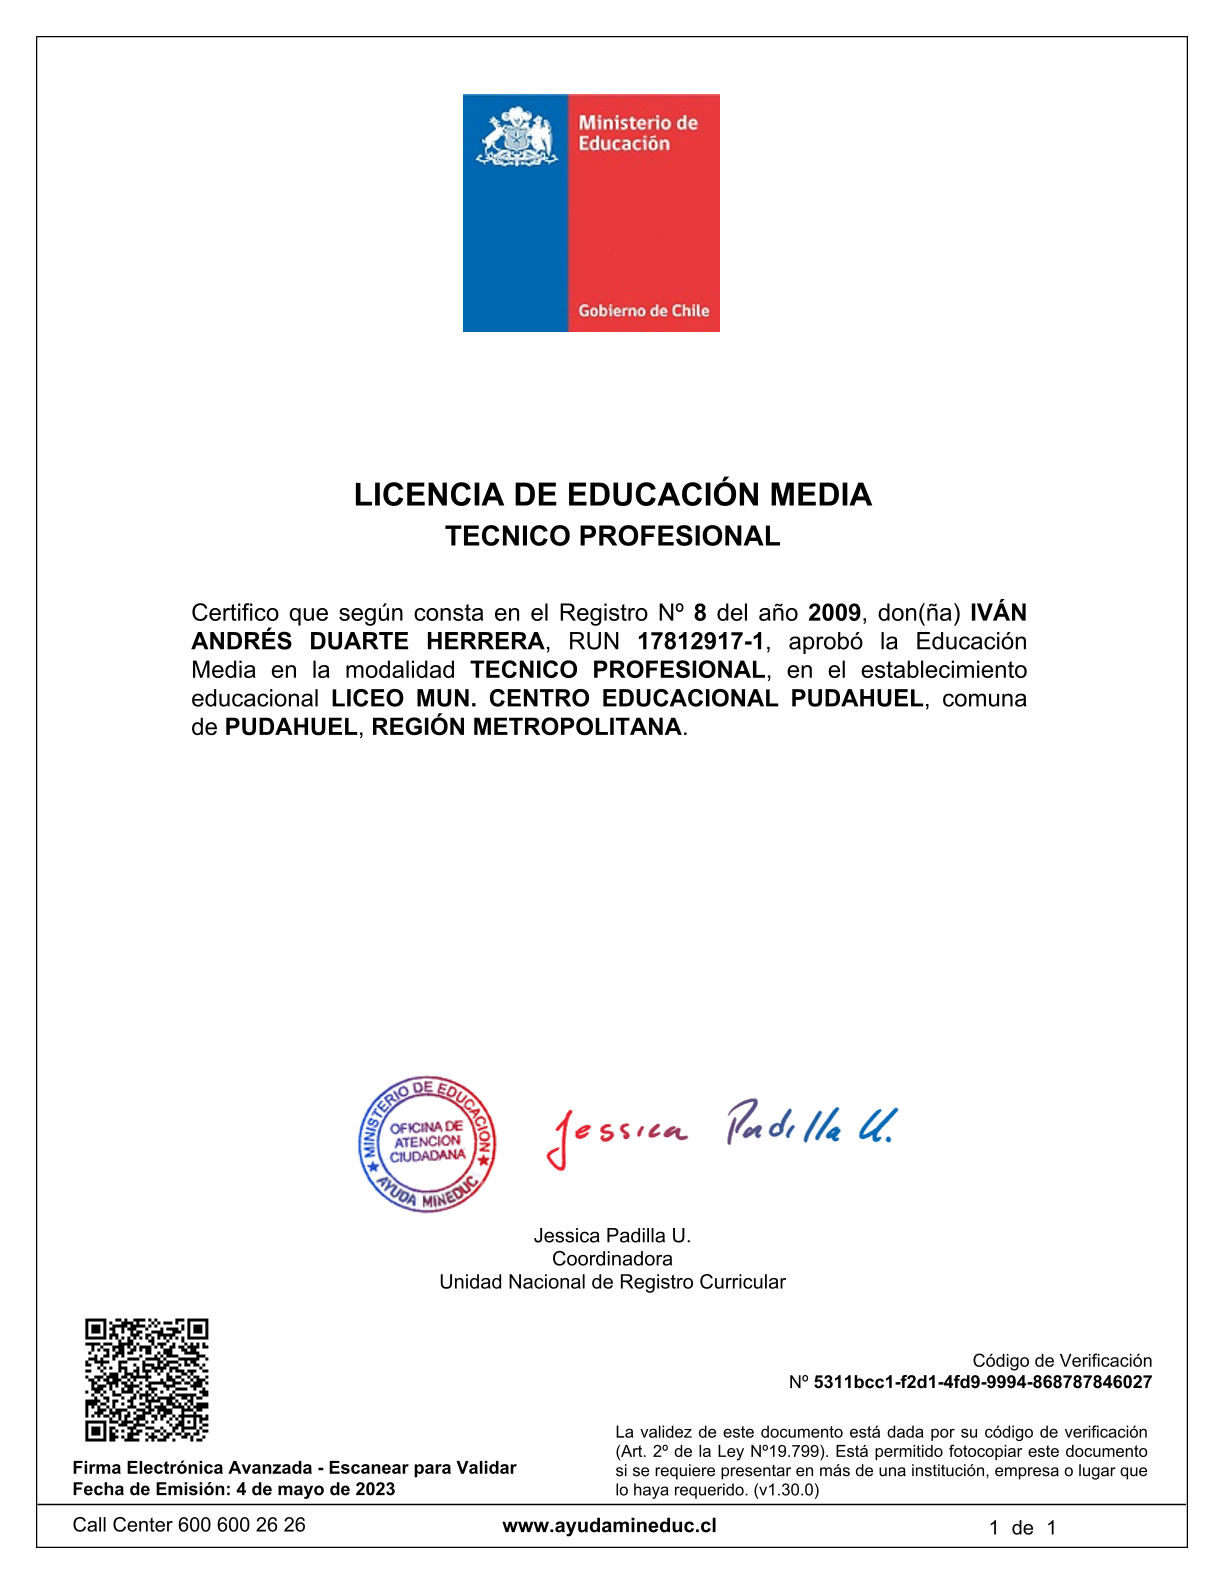 Ministerio de
Educación
Gobierno de Chile
LICENCIA DE EDUCACIÓN MEDIA
TECNICO PROFESIONAL
Certifico que según consta en el Registro Nº 8 del año 2009, don(ña) IVÁN
ANDRÉS DUARTE HERRERA, RUN 17812917-1, aprobó la Educación
Media en la modalidad TECNICO PROFESIONAL, en el establecimiento
educacional LICEO MUN. CENTRO EDUCACIONAL PUDAHUEL, comuna
de PUDAHUEL, REGIÓN METROPOLITANA.
MINISTERIO DE EDUCACION
OFICINA DE
ATENCION
CIUDADANA
AYUDA MINEDUC
Jessica Padilla U.
Jessica Padilla U.
Coordinadora
Unidad Nacional de Registro Curricular
Código de Verificación
Nº 5311bcc1-f2d1-4fd9-9994-868787846027
La validez de este documento está dada por su código de verificación
(Art. 2º de la Ley Nº19.799). Está permitido fotocopiar este documento
si se requiere presentar en más de una institución, empresa o lugar que
lo haya requerido. (v1.30.0)
Firma Electrónica Avanzada - Escanear para Validar
Fecha de Emisión: 4 de mayo de 2023
Call Center 600 600 26 26
www.ayudamineduc.cl
1 de 1